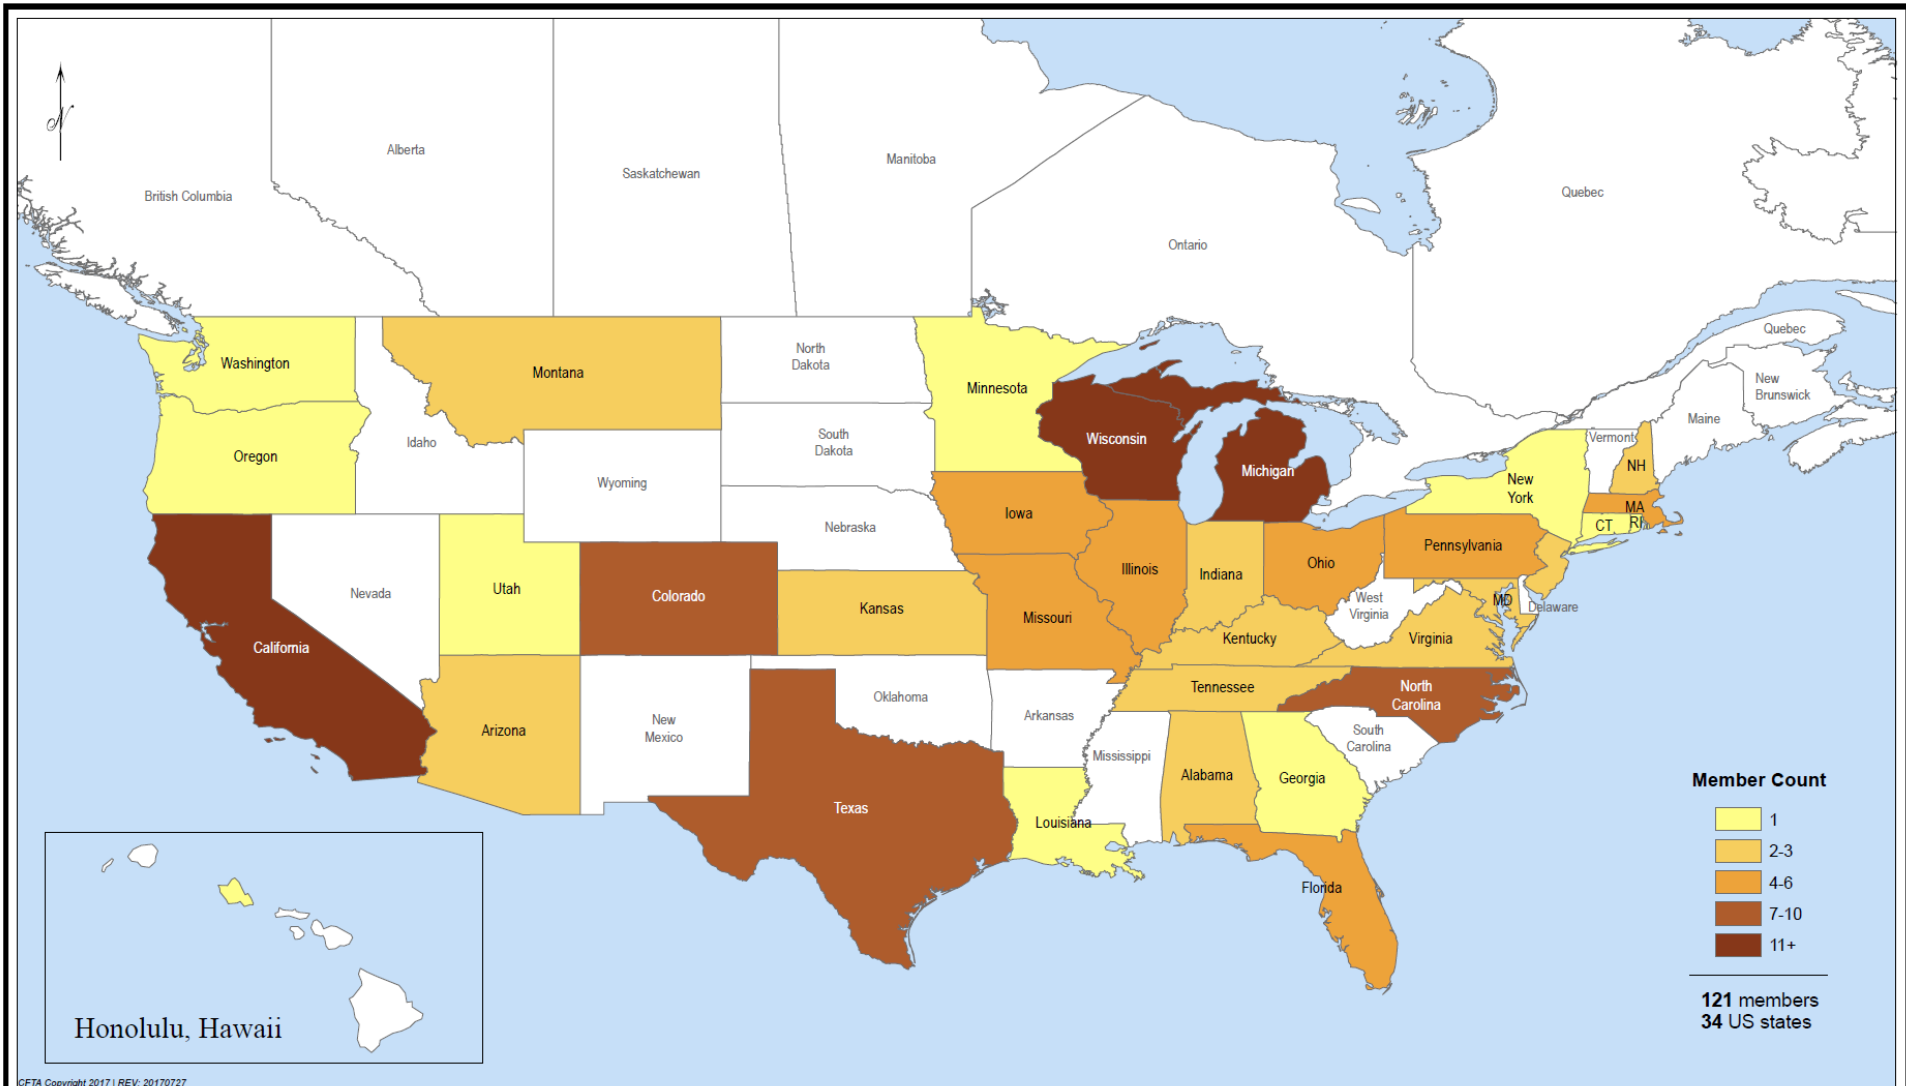 N
Alberta
Manitoba
Saskatchewan
British Columbia
Quebec
Ontario
Quebec
Washington
North
Dakota
Montana
Minnesota
New
Brunswick
Maine
Idaho
South
Dakota
Wisconsin
Vermont
Oregon
Michigan
NH
Wyoming
New
York
MA
Iowa
Nebraska
CT
RI
Pennsylvania
Ohio
Illinois
Indiana
Utah
Nevada
Colorado
Kansas
West
Virginia
MD
Delaware
Missouri
Kentucky
Virginia
California
Tennessee
North
Carolina
Oklahoma
Arkansas
New
Mexico
Arizona
South
Carolina
Mississippi
Alabama
Georgia
Texas
Louisiana
Florida
Member Count
1
2-3
4-6
7-10
11+
121 members
34 US states
Honolulu, Hawaii
CFTA Copyright 2017 | REV: 20170727